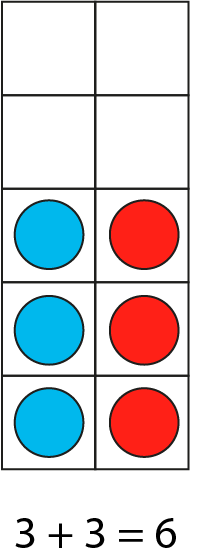 3 + 3 = 6